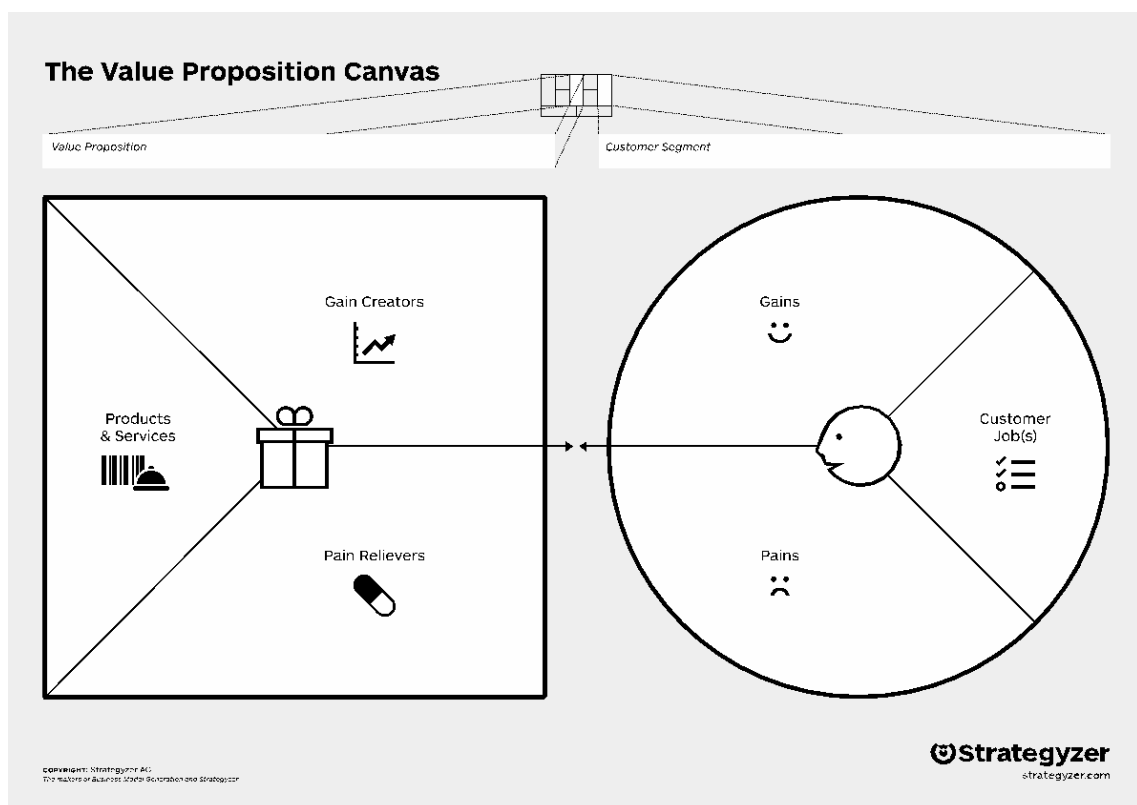 The Value Proposition Canvas
Value Proposition
Customer Segment
Gain Creators
Products
& Services
Pain Relievers
Gains
Customer
Job(s)
Pains
COPYRIGHT: Strategyzer AG
The makers of Business Model Generation and Strategyzer
Strategyzer
strategyzer.com